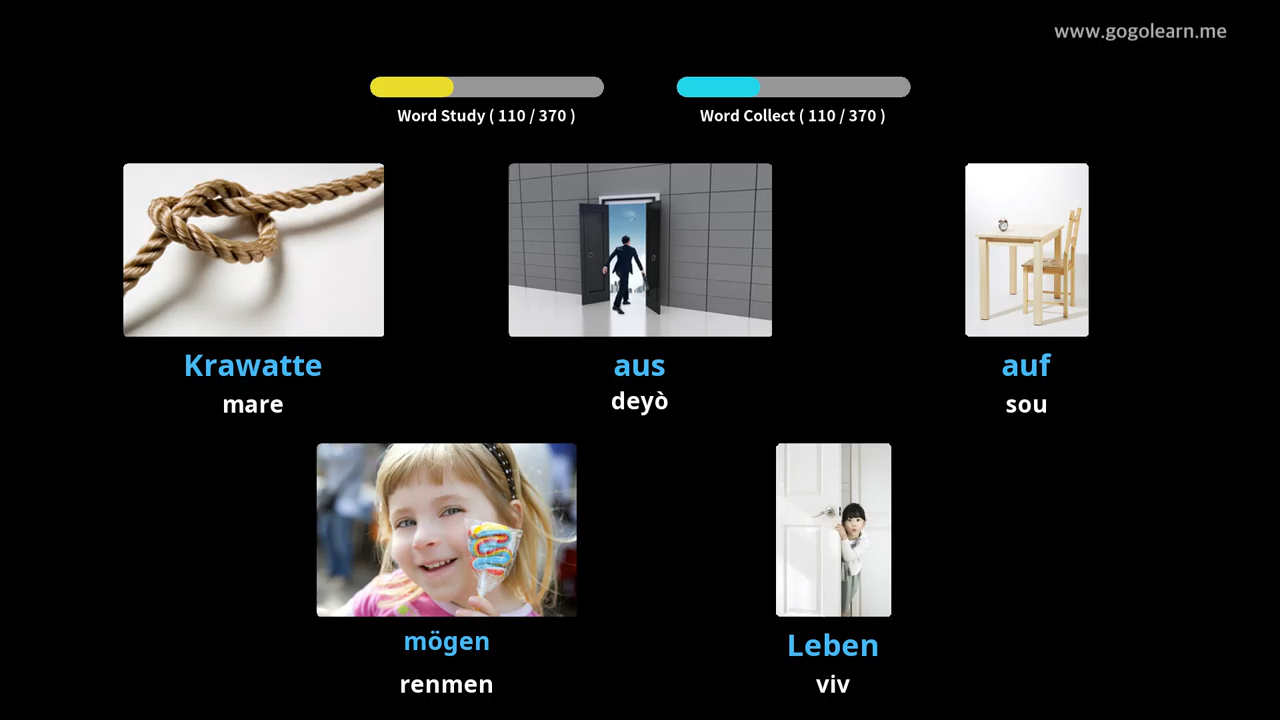 www.gogolearn.me
Word Study ( 110 / 370 )
Word Collect ( 110 / 370 )
Krawatte
mare
aus
deyò
auf
sou
mögen
renmen
Leben
viv